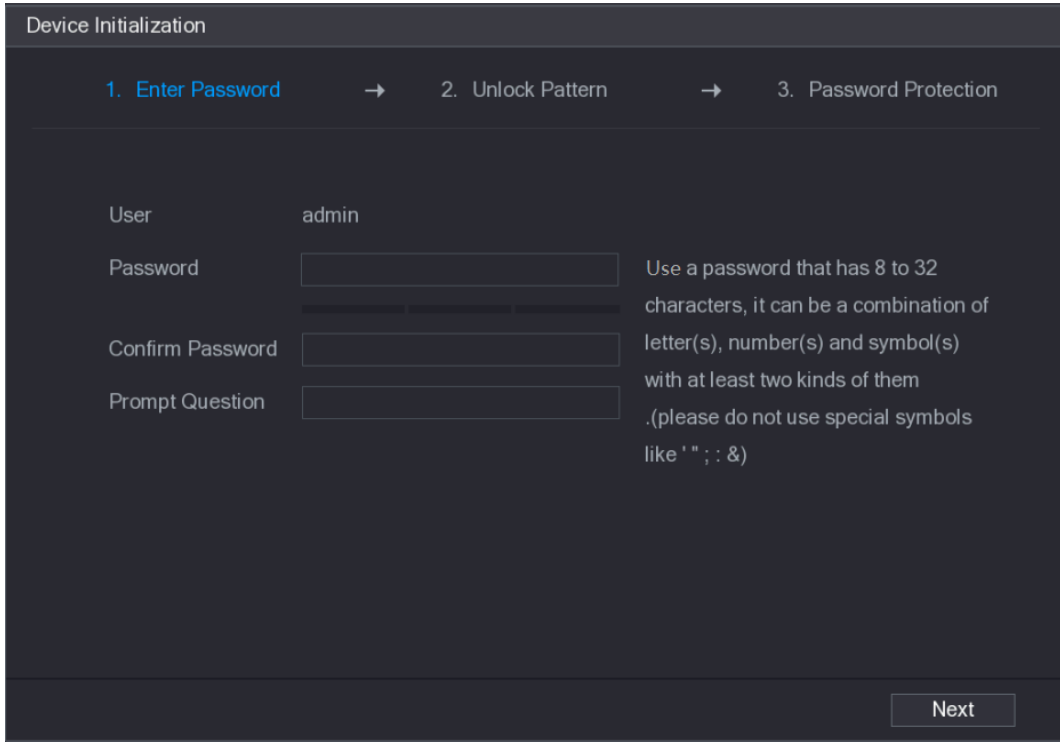 Device Initialization
1. Enter Password → 2. Unlock Pattern → 3. Password Protection
User admin
Password
Use a password that has 8 to 32
characters, it can be a combination of
Confirm Password
letter(s), number(s) and symbol(s)
with at least two kinds of them
Prompt Question
.(please do not use special symbols
like ' " ; : &)
Next